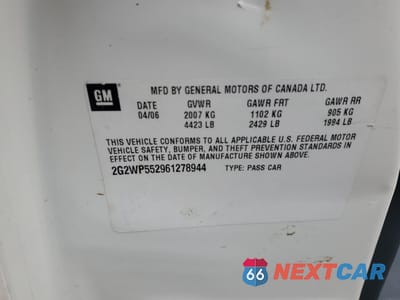 GM
MFD BY GENERAL MOTORS OF CANADA LTD.
DATE GVWR GAWR FRT GAWR RR
04/06 2007 KG 1102 KG 905 KG
4423 LB 2429 LB 1994 LB
THIS VEHICLE CONFORMS TO ALL APPLICABLE U.S. FEDERAL MOTOR
VEHICLE SAFETY, BUMPER, AND THEFT PREVENTION STANDARDS IN
EFFECT ON THE DATE OF MANUFACTURE SHOWN ABOVE.
2G2WP552961278944 TYPE: PASS CAR
66 NEXTCAR